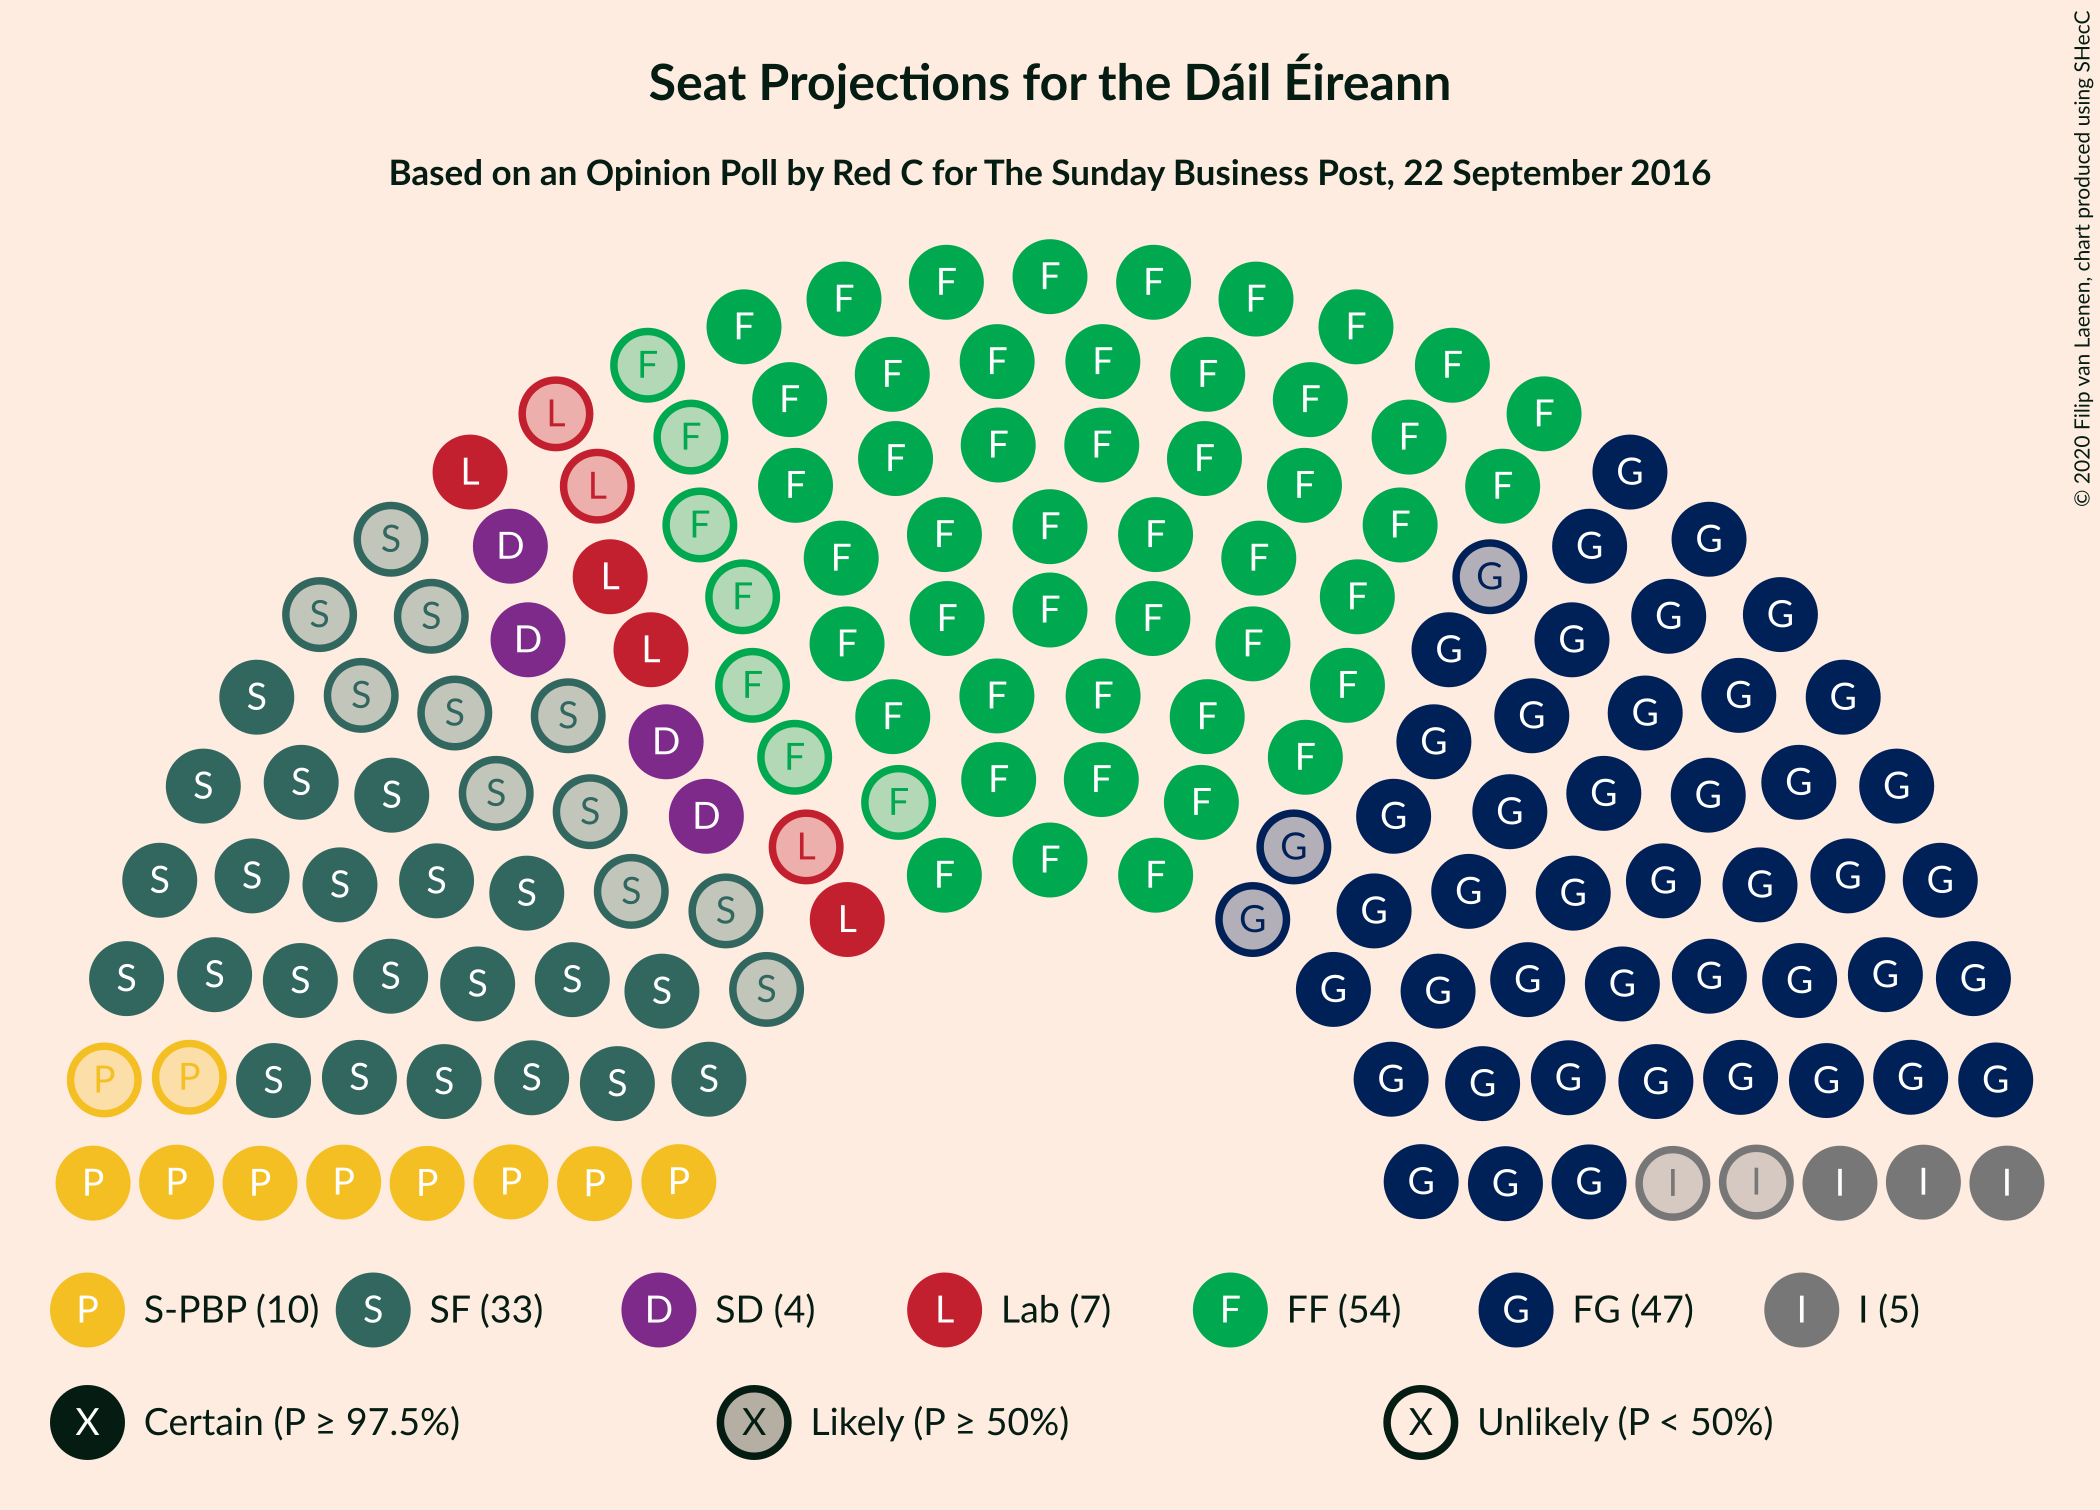 Seat Projections for the Dáil Éireann
Based on an Opinion Poll by Red C for The Sunday Business Post, 22 September 2016
© 2020 Filip van Laenen, chart produced using SHecC
F F F F F
F F
F F F F
F F
F F
L F
F F
F F
F F
L G
L F F F
F F F
F F
S G
D G
F F
L G
F F
S S F F F G G
D F F G
L G
S S F F F F G G
S S F F G G G
D G
F F
S S F F G G
S S S F F G G G
S D G G
L G
F
S S S F F G G G
S S S S G G G G
S L G G
S S S S S S S S G G G G G G G G
P P S S S S S S G G G G G G G G
P P P P P P P P G G G I I I I I
P S-PBP (10) S SF (33) D SD (4) L Lab (7) F FF (54) G FG (47) I I (5)
X Certain (P ≥ 97.5%) X Likely (P ≥ 50%) X Unlikely (P < 50%)